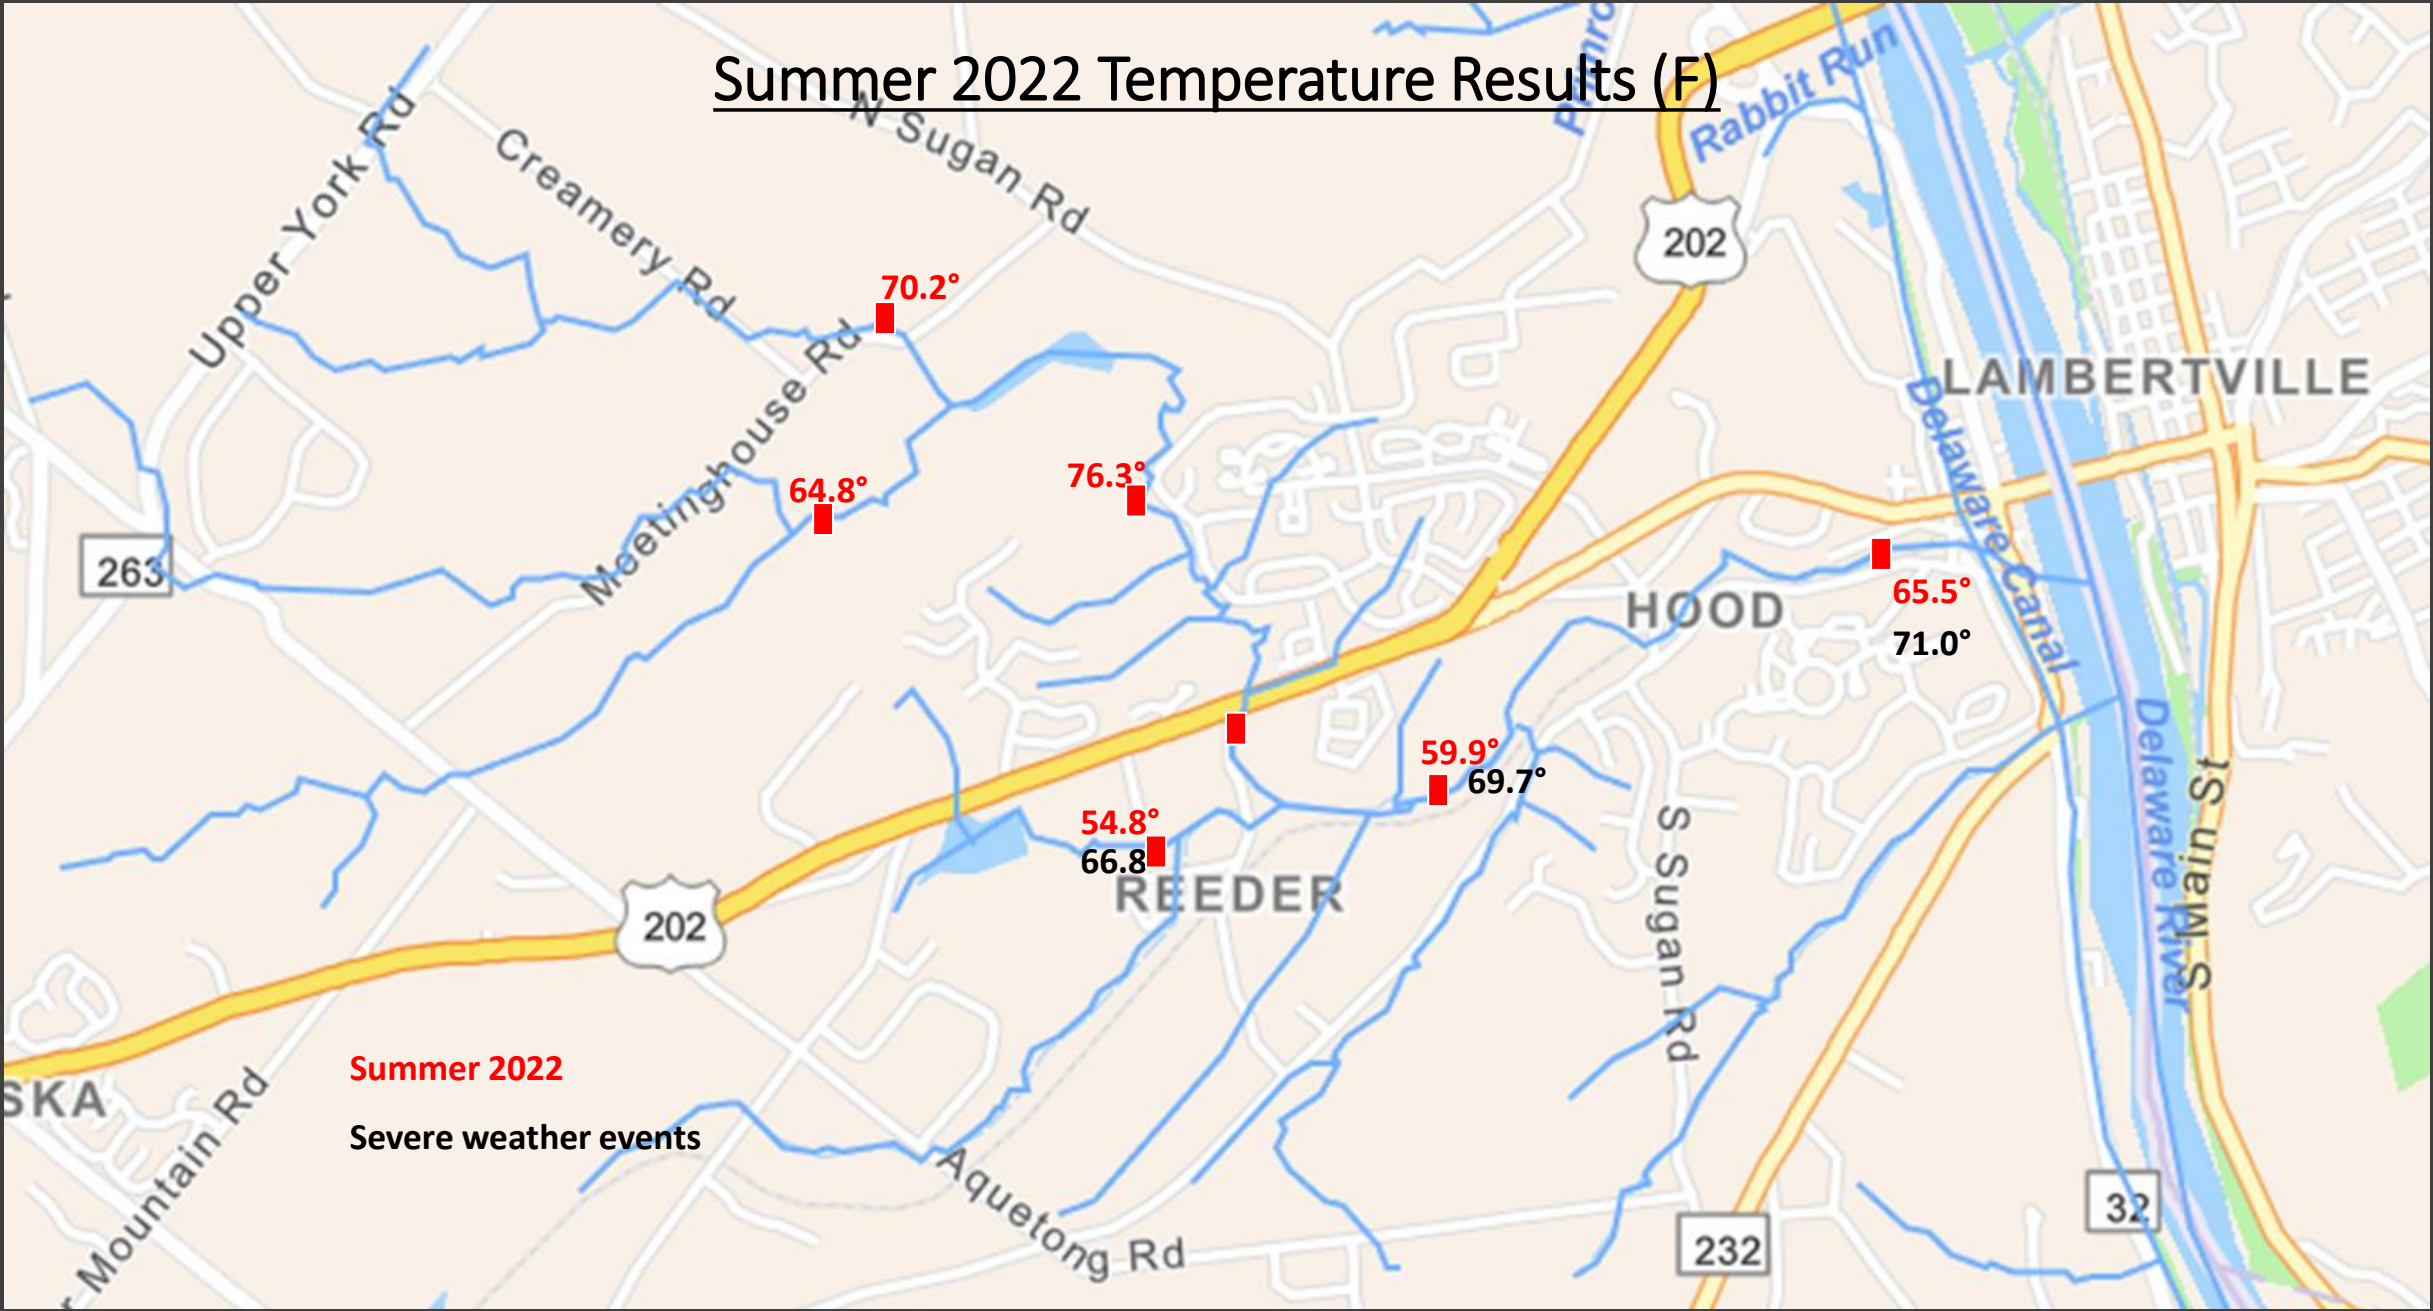 Summer 2022 Temperature Results (F)
Rabbit Run
Upper York Rd
Creamery Rd
N Sugan Rd
202
70.2°
Meetinghouse Rd
LAMBERTVILLE
Delaware Canal
76.3°
64.8°
263
HOOD
65.5°
71.0°
59.9°
69.7°
54.8°
66.8
REEDER
202
S Sugan Rd
Delaware River
S Main St
Summer 2022
Severe weather events
SKA
r Mountain Rd
Aquetong Rd
32
232